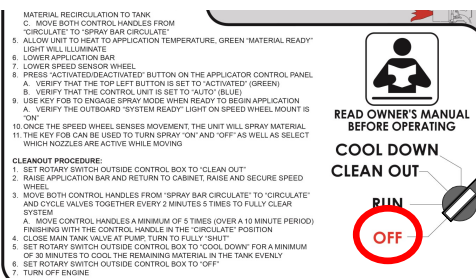 MATERIAL RECIRCULATION TO TANK
C. MOVE BOTH CONTROL HANDLES FROM
"CIRCULATE" TO "SPRAY BAR CIRCULATE"
5. ALLOW UNIT TO HEAT TO APPLICATION TEMPERATURE, GREEN "MATERIAL READY"
LIGHT WILL ILLUMINATE
6. LOWER APPLICATION BAR
7. LOWER SPEED SENSOR WHEEL
8. PRESS "ACTIVATED/DEACTIVATED" BUTTON ON THE APPLICATOR CONTROL PANEL
A. VERIFY THAT THE TOP LEFT BUTTON IS SET TO "ACTIVATED" (GREEN)
B. VERIFY THAT THE CONTROL UNIT IS SET TO "AUTO" (BLUE)
9. USE KEY FOB TO ENGAGE SPRAY MODE WHEN READY TO BEGIN APPLICATION
A. VERIFY THE OUTBOARD "SYSTEM READY" LIGHT ON SPEED WHEEL MOUNT IS
"ON"
10. ONCE THE SPEED WHEEL SENSES MOVEMENT, THE UNIT WILL SPRAY MATERIAL
11. THE KEY FOB CAN BE USED TO TURN SPRAY "ON" AND "OFF" AS WELL AS SELECT
WHICH NOZZLES ARE ACTIVE WHILE MOVING
CLEANOUT PROCEDURE:
1. SET ROTARY SWITCH OUTSIDE CONTROL BOX TO "CLEAN OUT"
2. RAISE APPLICATION BAR AND RETURN TO CABINET, RAISE AND SECURE SPEED
WHEEL
3. MOVE BOTH CONTROL HANDLES FROM "SPRAY BAR CIRCULATE" TO "CIRCULATE"
AND CYCLE VALVES TOGETHER EVERY 2 MINUTES 5 TIMES TO FULLY CLEAR
SYSTEM
A. MOVE CONTROL HANDLES A MINIMUM OF 5 TIMES (OVER A 10 MINUTE PERIOD)
FINISHING WITH THE CONTROL HANDLE IN THE "CIRCULATE" POSITION
4. CLOSE MAIN TANK VALVE AT PUMP, TURN TO FULLY "SHUT"
5. SET ROTARY SWITCH OUTSIDE CONTROL BOX TO "COOL DOWN" FOR A MINIMUM
OF 30 MINUTES TO COOL THE REMAINING MATERIAL IN THE TANK EVENLY
6. SET ROTARY SWITCH OUTSIDE CONTROL BOX TO "OFF"
7. TURN OFF ENGINE
READ OWNER'S MANUAL
BEFORE OPERATING
COOL DOWN
CLEAN OUT
RUN
OFF